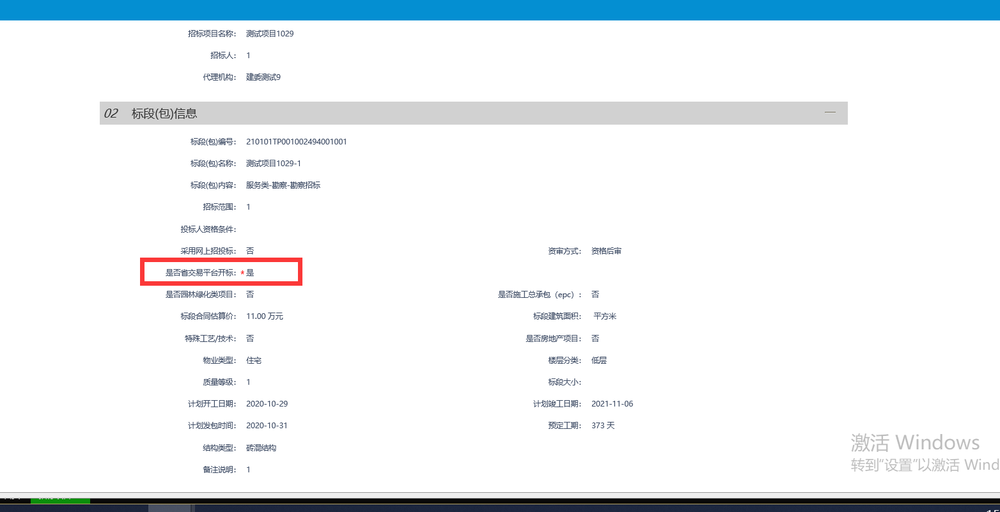 招标项目名称： 测试项目1029
招标人： 1
代理机构： 建委测试9
02 标段(包)信息
标段(包)编号： 210101TP001002494001001
标段(包)名称： 测试项目1029-1
标段(包)内容： 服务类-勘察-勘察招标
招标范围： 1
投标人资格条件：
采用网上招投标： 否 资审方式： 资格后审
是否省交易平台开标： * 是
是否园林绿化类项目： 否 是否施工总承包（epc）： 否
标段合同估算价： 11.00 万元 标段建筑面积： 平方米
特殊工艺/技术： 否 是否房地产项目： 否
物业类型： 住宅 楼层分类： 低层
质量等级： 1 标段大小：
计划开工日期： 2020-10-29 计划竣工日期： 2021-11-06
计划发包时间： 2020-10-31 预定工期： 373 天
结构类型： 砖混结构
备注说明： 1
激活 Windows
转到“设置”以激活 Wind